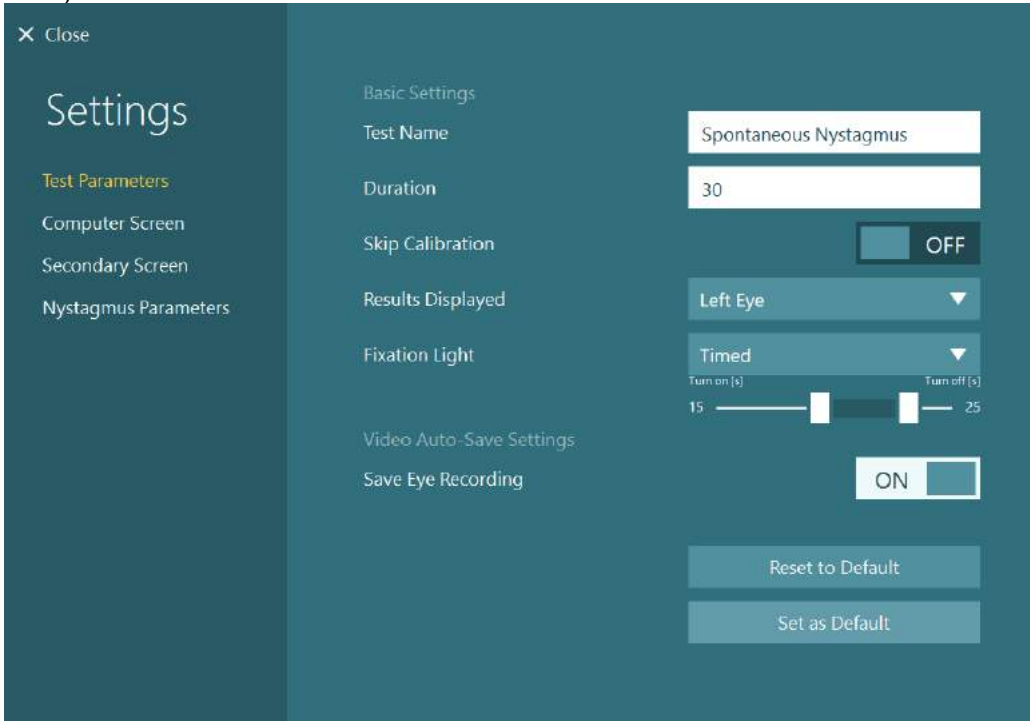 Close
Settings
Test Parameters
Computer Screen
Secondary Screen
Nystagmus Parameters
Basic Settings
Test Name Spontaneous Nystagmus
Duration 30
Skip Calibration OFF
Results Displayed Left Eye
Fixation Light Timed
Turn on [s] Turn off [s]
15 25
Video Auto-Save Settings
Save Eye Recording ON
Reset to Default
Set as Default